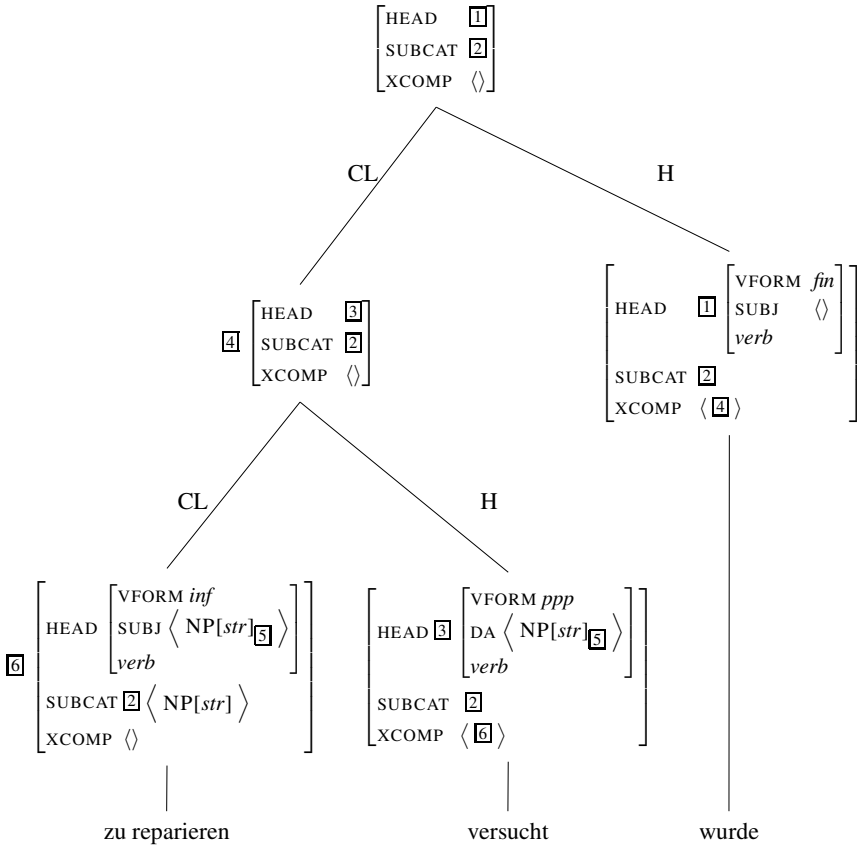 HEAD 1
SUBCAT 2
XCOMP ⟨⟩
CL
H
HEAD 3
4 SUBCAT 2
XCOMP ⟨⟩
VFORM fin
HEAD 1 SUBJ ⟨⟩
verb
SUBCAT 2
XCOMP ⟨ 4 ⟩
CL
H
VFORM inf
HEAD SUBJ ⟨ NP[str] 5 ⟩
verb
6
SUBCAT 2 ⟨ NP[str] ⟩
XCOMP ⟨⟩
VFORM ppp
HEAD 3 DA ⟨ NP[str] 5 ⟩
verb
SUBCAT 2
XCOMP ⟨ 6 ⟩
zu reparieren
versucht
wurde